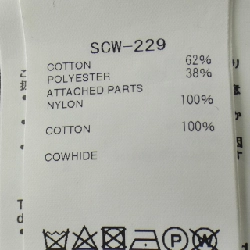 SCW-229
COTTON 62%
POLYESTER 38%
ATTACHED PARTS
NYLON 100%
COTTON 100%
COWHIDE